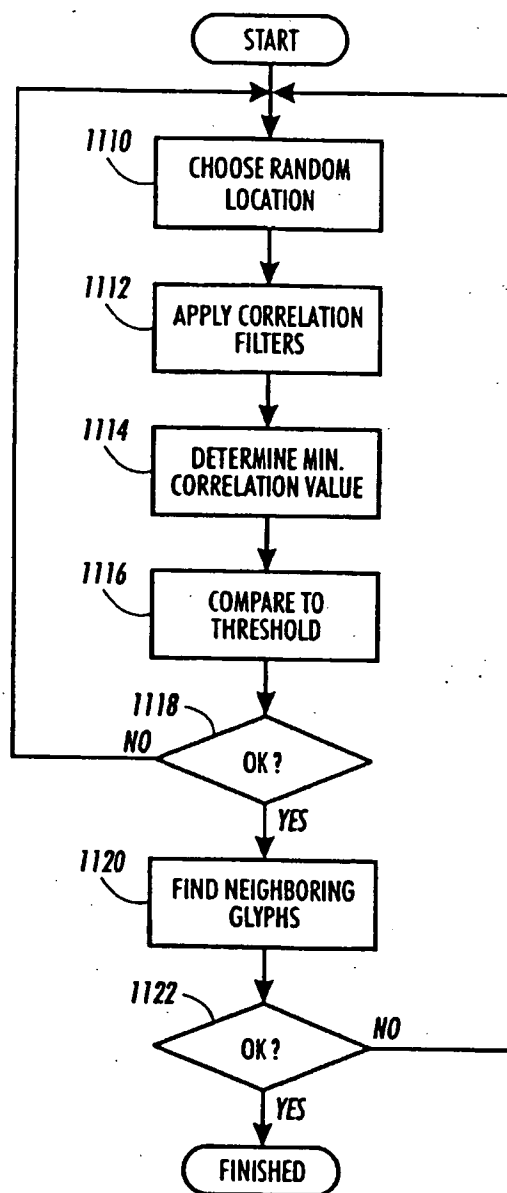 START
1110
CHOOSE RANDOM
LOCATION
1112
APPLY CORRELATION
FILTERS
1114
DETERMINE MIN.
CORRELATION VALUE
1116
COMPARE TO
THRESHOLD
1118
NO
OK?
YES
1120
FIND NEIGHBORING
GLYPHS
1122
OK?
NO
YES
FINISHED